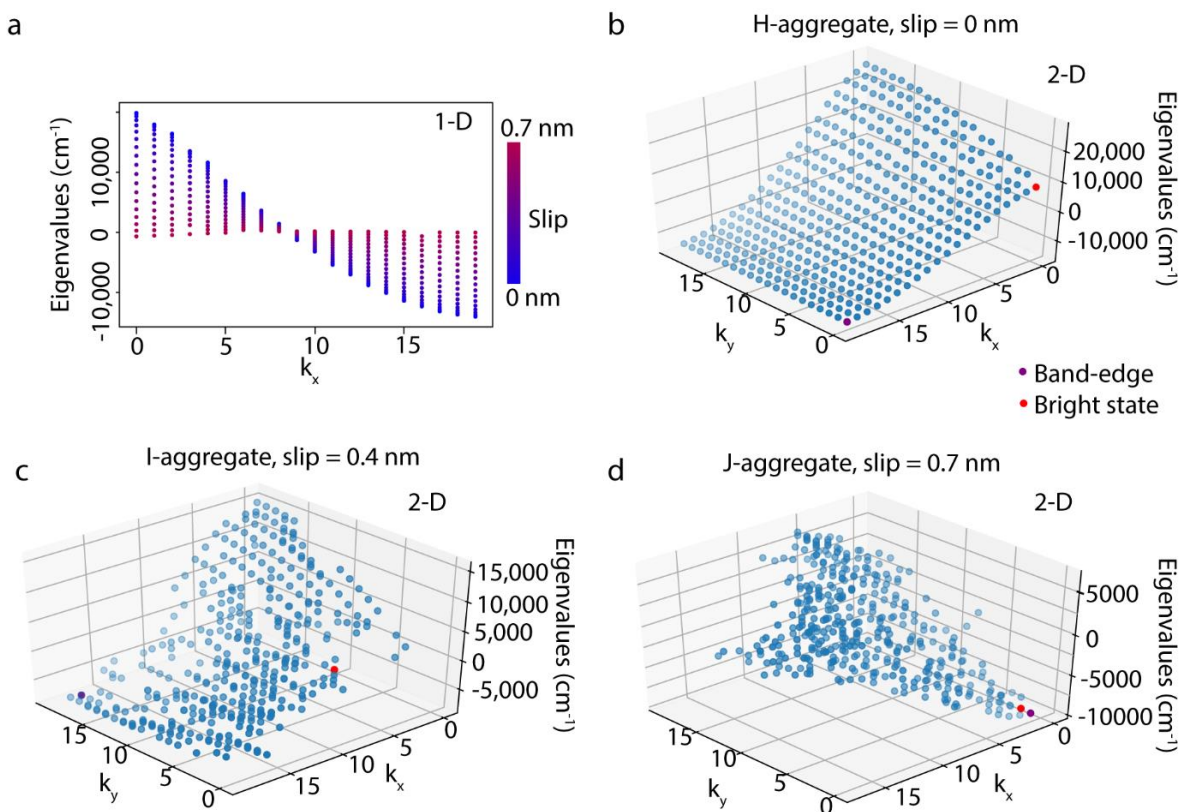 a
1-D
Eigenvalues (cm⁻¹)
10,000
0
-10,000
0
5
10
15
kₓ
0.7 nm
Slip
0 nm
b
H-aggregate, slip = 0 nm
2-D
Eigenvalues (cm⁻¹)
20,000
10,000
0
-10,000
15
10
5
0
k_y
15
10
5
0
kₓ
Band-edge
Bright state
c
I-aggregate, slip = 0.4 nm
2-D
Eigenvalues (cm⁻¹)
15,000
10,000
5,000
0
-5,000
15
10
5
0
k_y
15
10
5
0
kₓ
d
J-aggregate, slip = 0.7 nm
2-D
Eigenvalues (cm⁻¹)
5000
0
-5000
-10000
15
10
5
0
k_y
15
10
5
0
kₓ